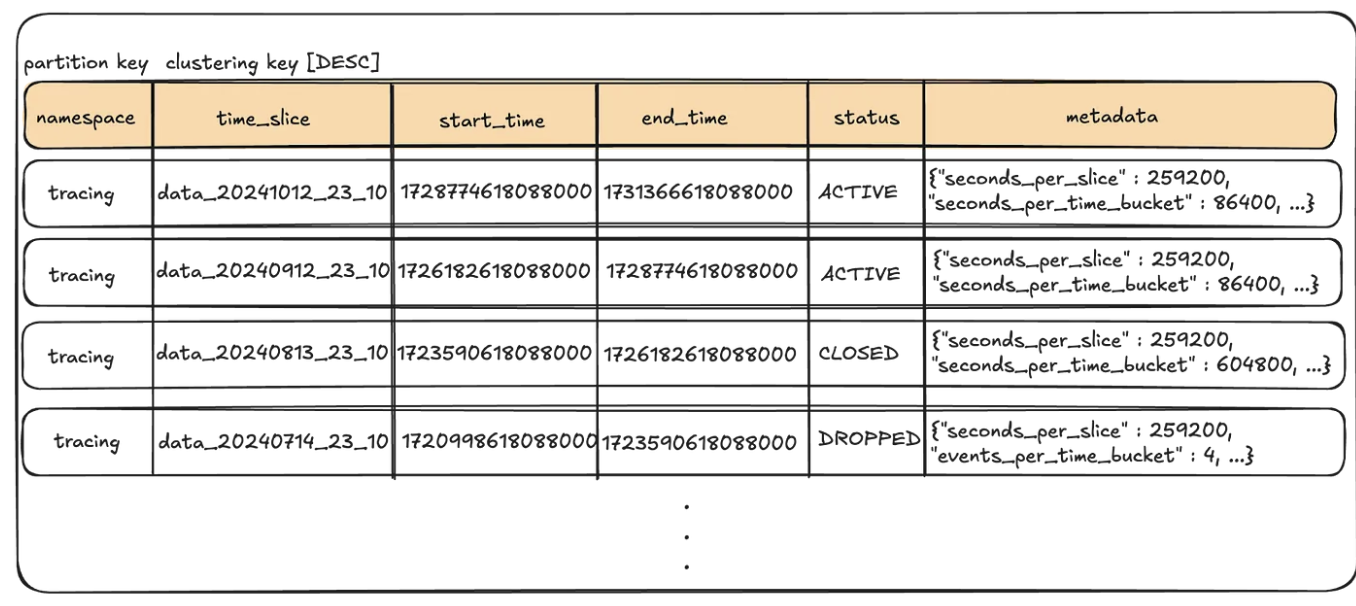 partition key clustering key [DESC]
namespace time_slice start_time end_time status metadata
tracing data_20241012_23_10 1728774618088000 1731366618088000 ACTIVE {"seconds_per_slice" : 259200,
"seconds_per_time_bucket" : 86400, ...}
tracing data_20240912_23_10 1726182618088000 1728774618088000 ACTIVE {"seconds_per_slice" : 259200,
"seconds_per_time_bucket" : 86400, ...}
tracing data_20240813_23_10 1723590618088000 1726182618088000 CLOSED {"seconds_per_slice" : 259200,
"seconds_per_time_bucket" : 604800, ...}
tracing data_20240714_23_10 1720998618088000 1723590618088000 DROPPED {"seconds_per_slice" : 259200,
"events_per_time_bucket" : 4, ...}
.
.
.